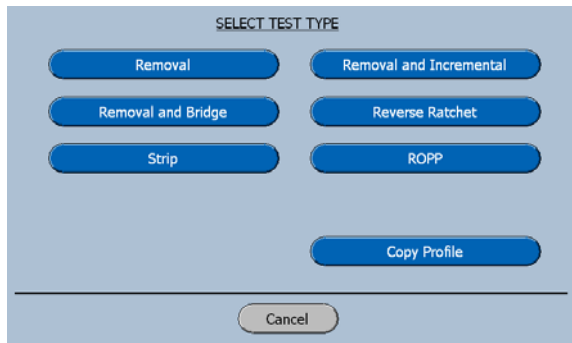 SELECT TEST TYPE
Removal
Removal and Incremental
Removal and Bridge
Reverse Ratchet
Strip
ROPP
Copy Profile
Cancel